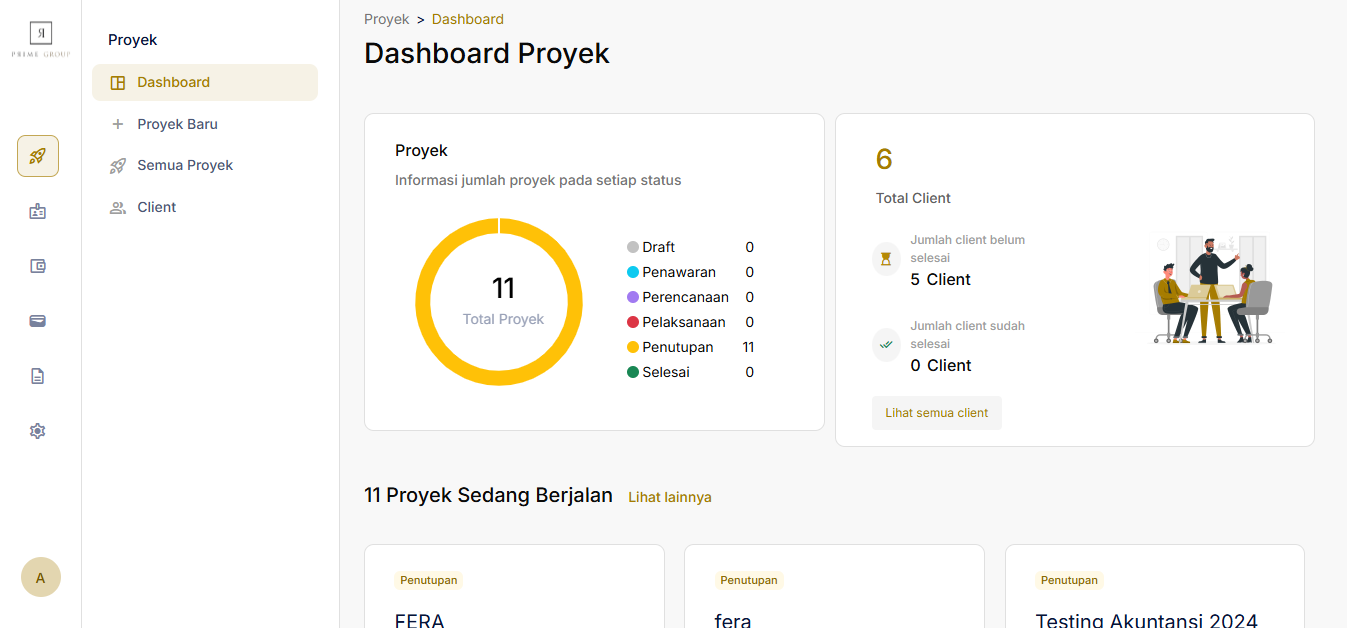 PRIME GROUP
Proyek
Dashboard
Proyek Baru
Semua Proyek
Client
A
Proyek > Dashboard
Dashboard Proyek
Proyek
Informasi jumlah proyek pada setiap status
11
Total Proyek
Draft 0
Penawaran 0
Perencanaan 0
Pelaksanaan 0
Penutupan 11
Selesai 0
6
Total Client
Jumlah client belum
selesai
5 Client
Jumlah client sudah
selesai
0 Client
Lihat semua client
11 Proyek Sedang Berjalan Lihat lainnya
Penutupan
FERA
Penutupan
fera
Penutupan
Testing Akuntansi 2024